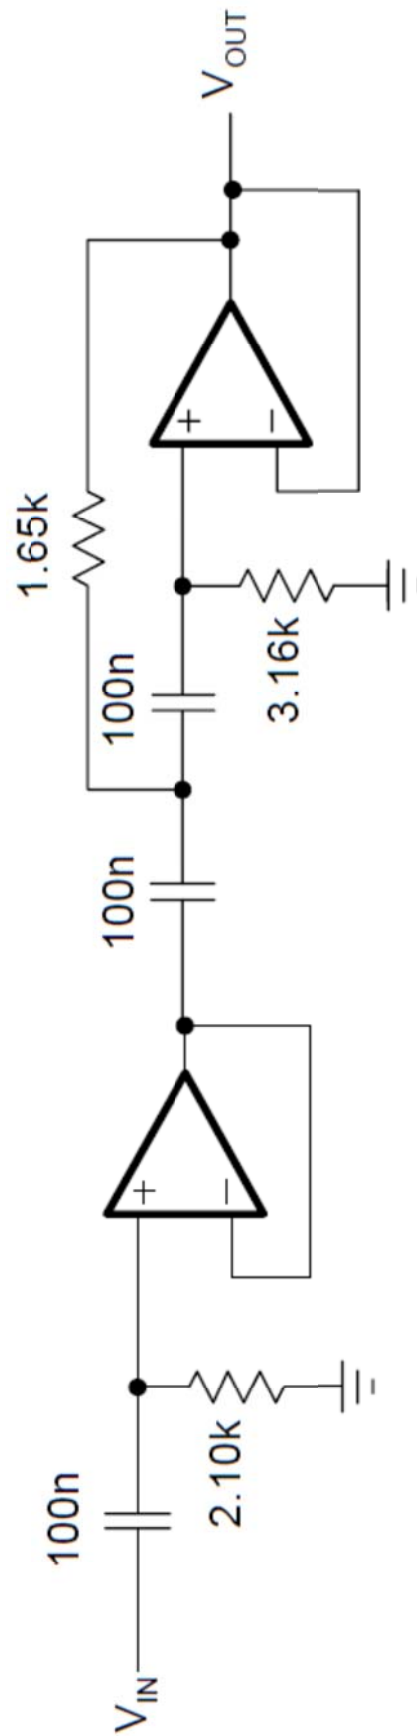 V_IN
100n
2.10k
+
−
100n
100n
1.65k
3.16k
+
−
V_OUT